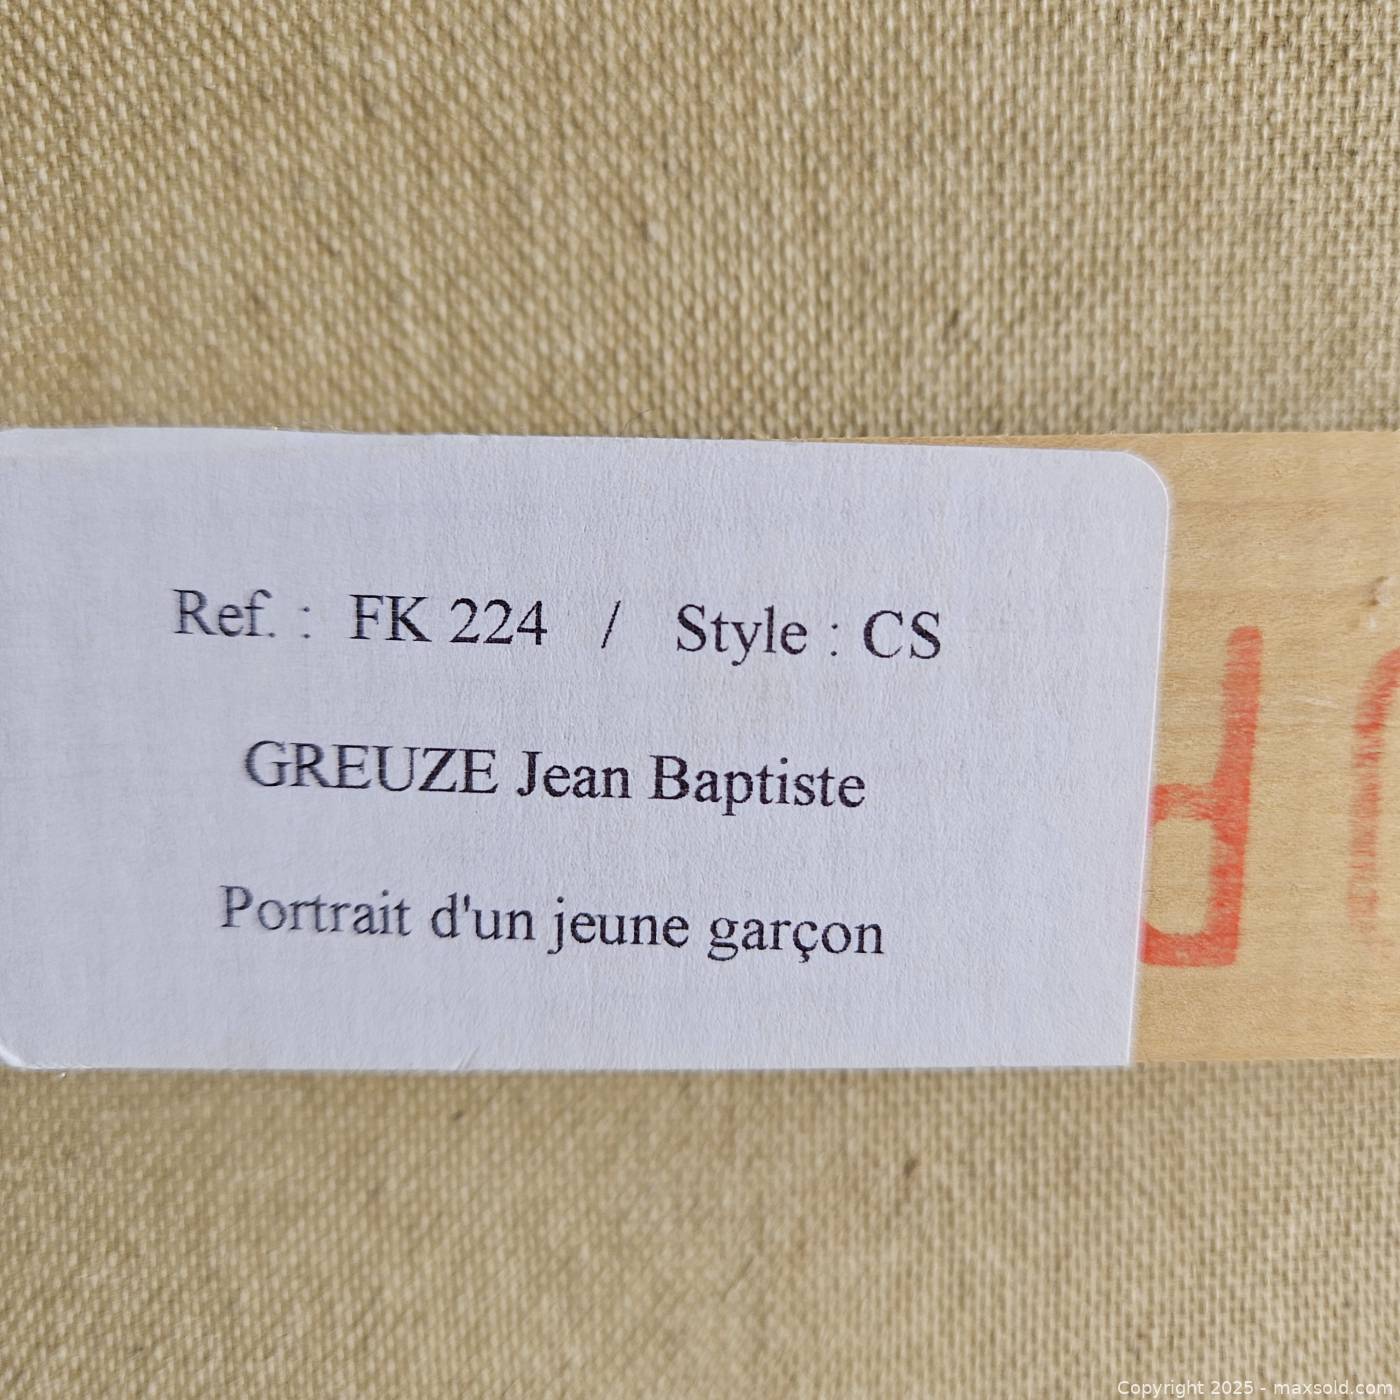 Ref. : FK 224 / Style : CS
GREUZE Jean Baptiste
Portrait d'un jeune garçon
Copyright 2025 - maxsold.com